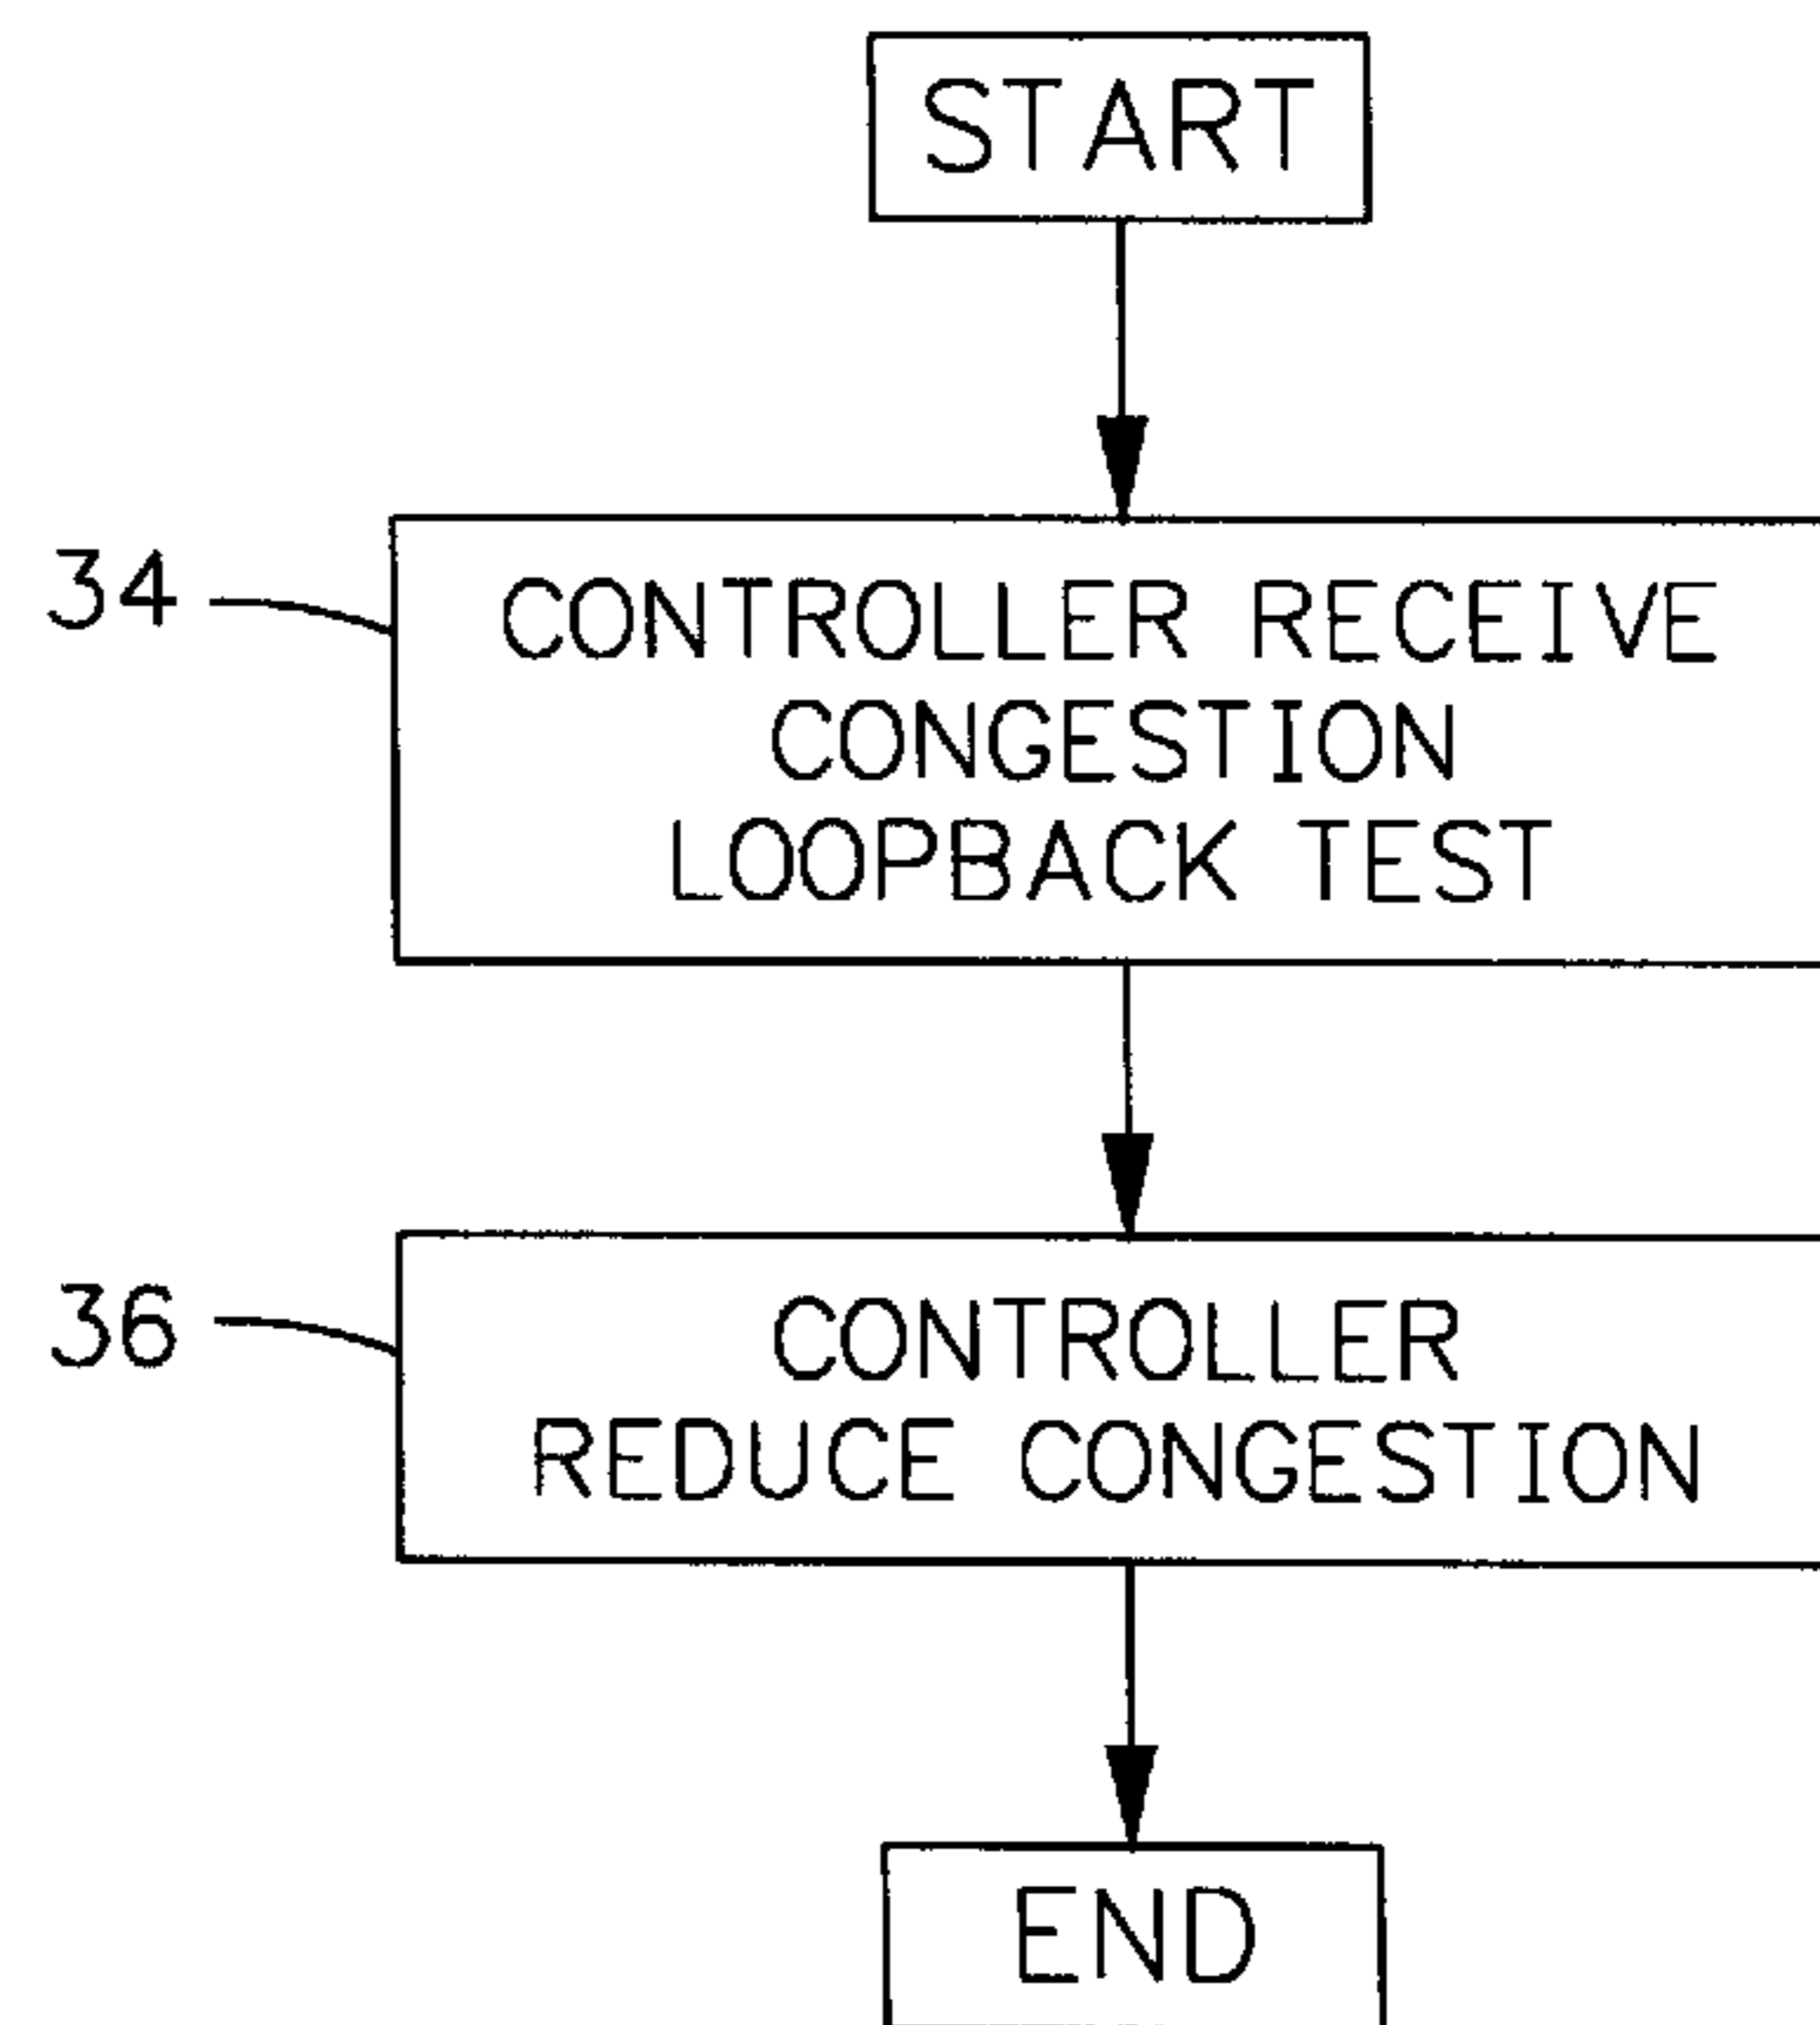 START
34
CONTROLLER RECEIVE
CONGESTION
LOOPBACK TEST
36
CONTROLLER
REDUCE CONGESTION
END